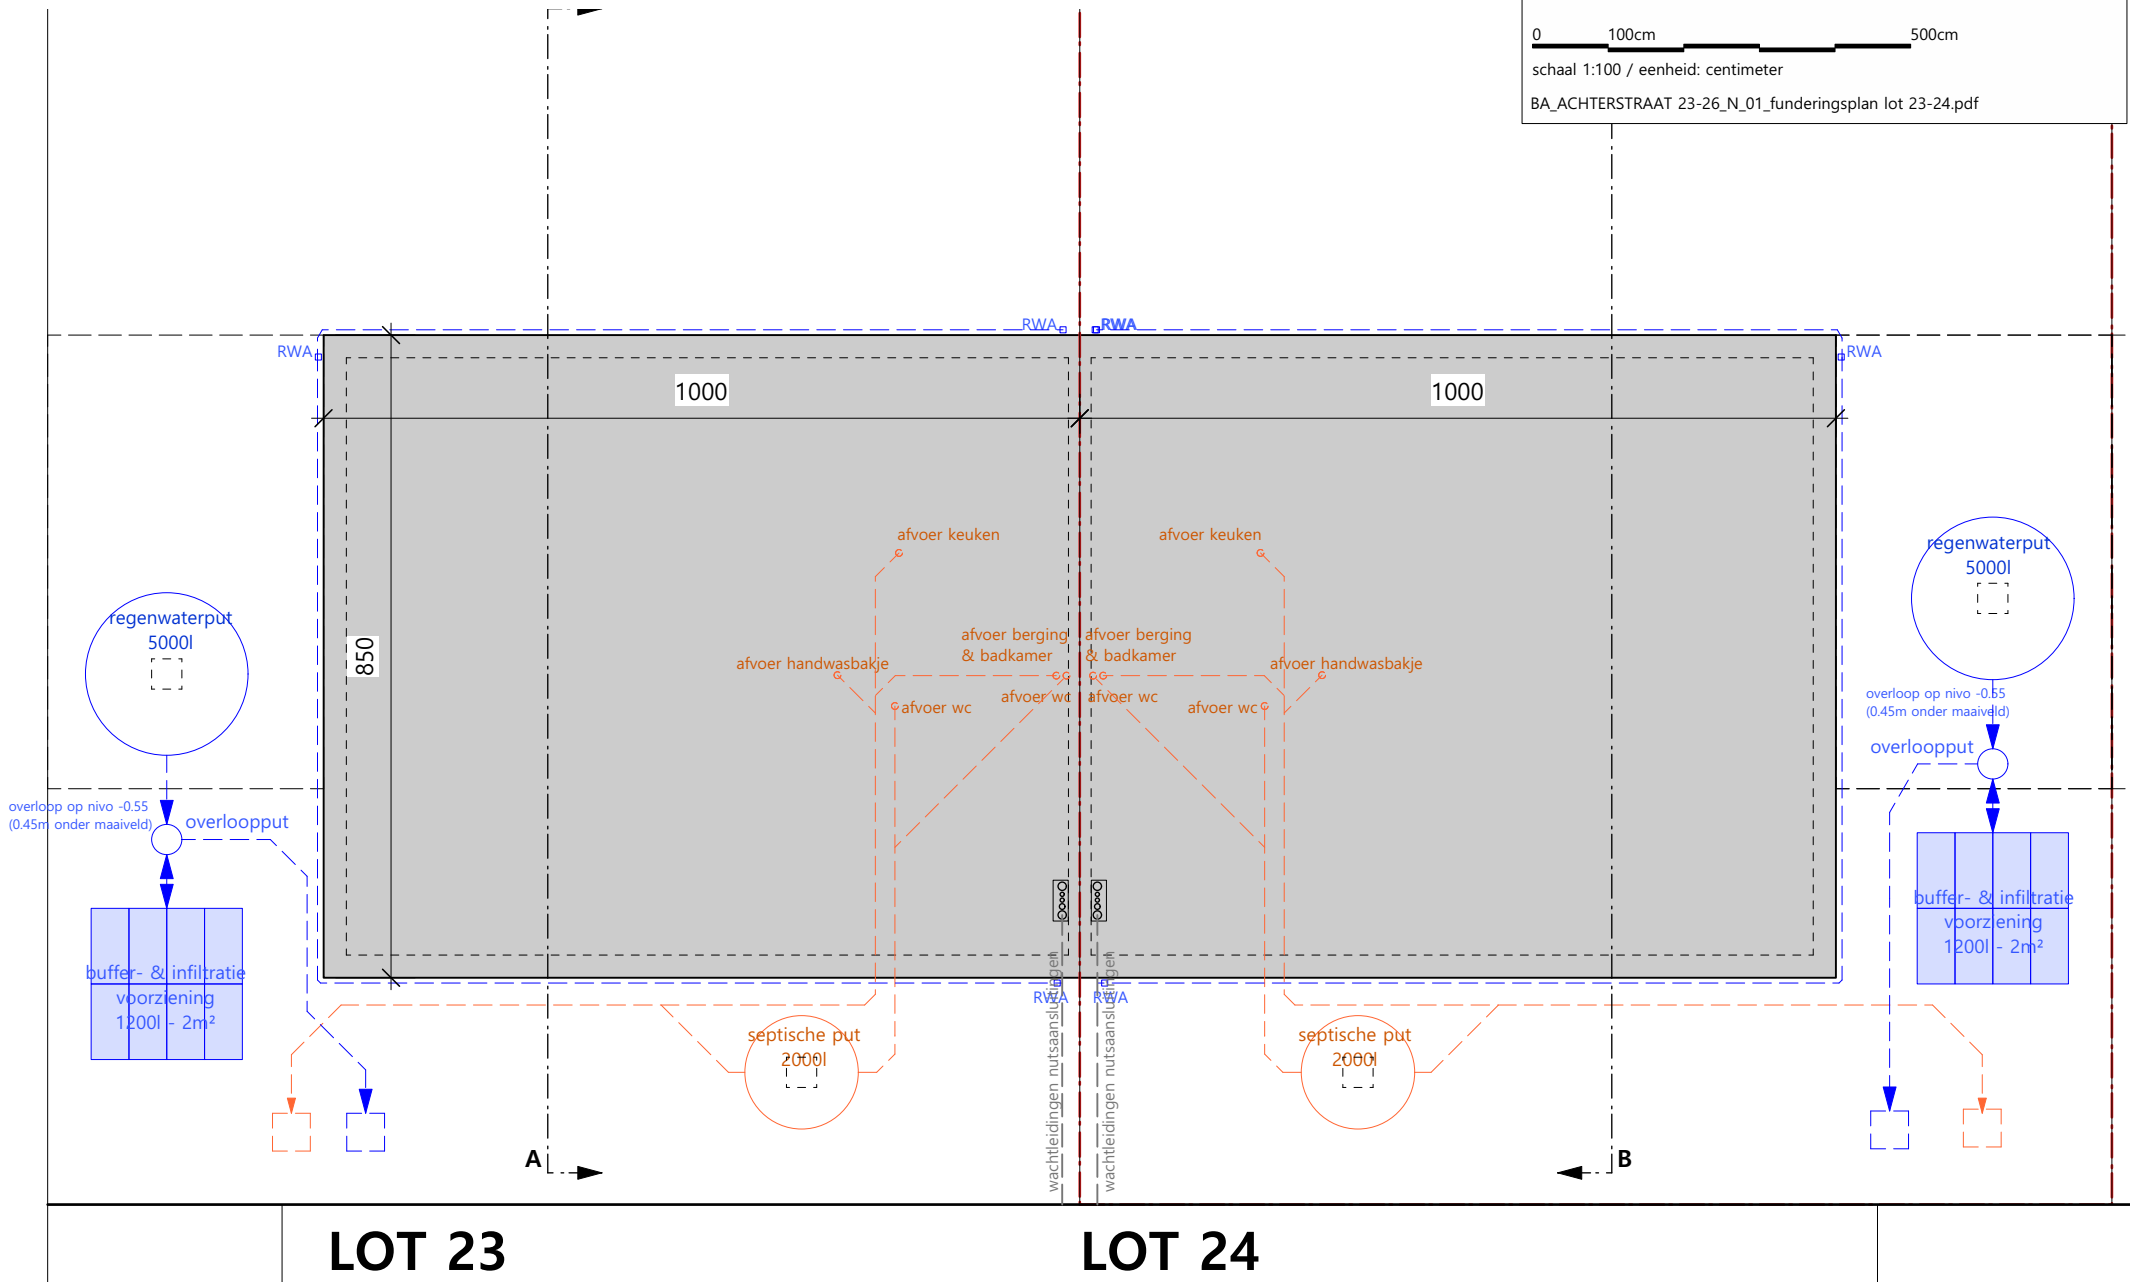 0 100cm 500cm
schaal 1:100 / eenheid: centimeter
BA_ACHTERSTRAAT 23-26_N_01_funderingsplan lot 23-24.pdf
RWA
RWA
RWA
RWA
1000
1000
850
afvoer keuken
afvoer keuken
regenwaterput
5000l
regenwaterput
5000l
afvoer berging
& badkamer
afvoer berging
& badkamer
afvoer handwasbakje
afvoer handwasbakje
afvoer wc
afvoer wc
afvoer wc
afvoer wc
overloop op nivo -0.55
(0.45m onder maaiveld)
overloopput
overloop op nivo -0.55
(0.45m onder maaiveld)
overloopput
buffer- & infiltratie
voorziening
1200l - 2m²
buffer- & infiltratie
voorziening
1200l - 2m²
RWA
RWA
septische put
2000l
septische put
2000l
wachtleidingen nutsaansluitingen
wachtleidingen nutsaansluitingen
A
B
LOT 23
LOT 24